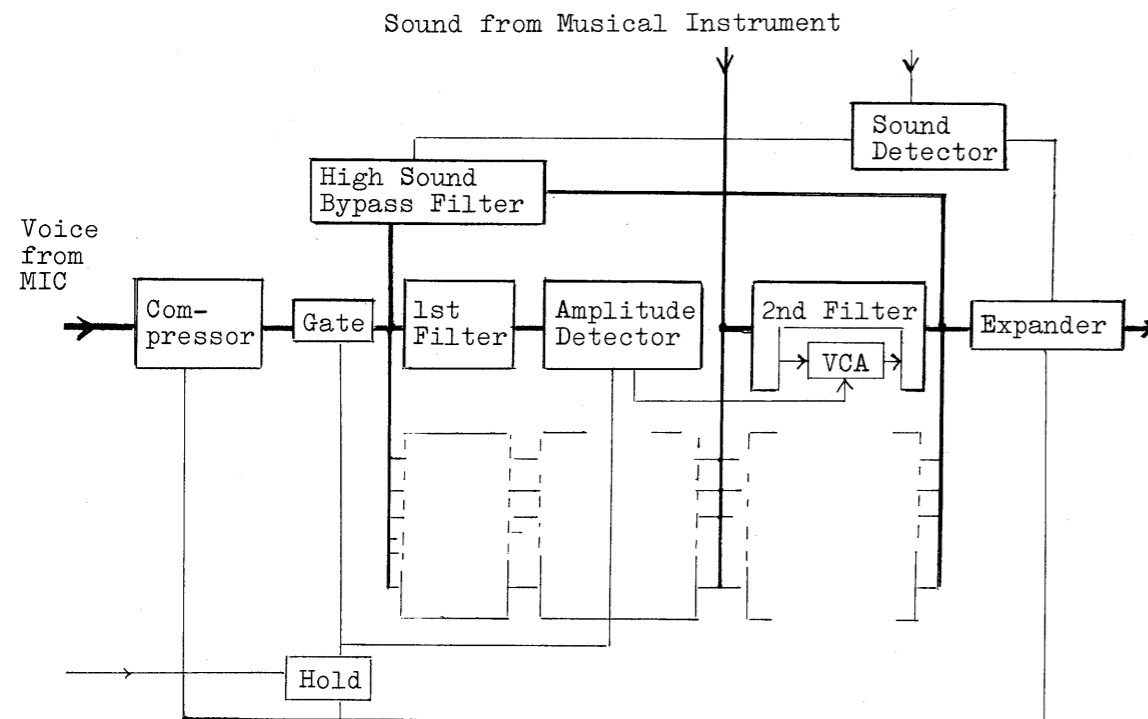 Sound from Musical Instrument
Sound
Detector
High Sound
Bypass Filter
Voice
from
MIC
Com-
pressor
Gate
1st
Filter
Amplitude
Detector
2nd Filter
VCA
Expander
Hold